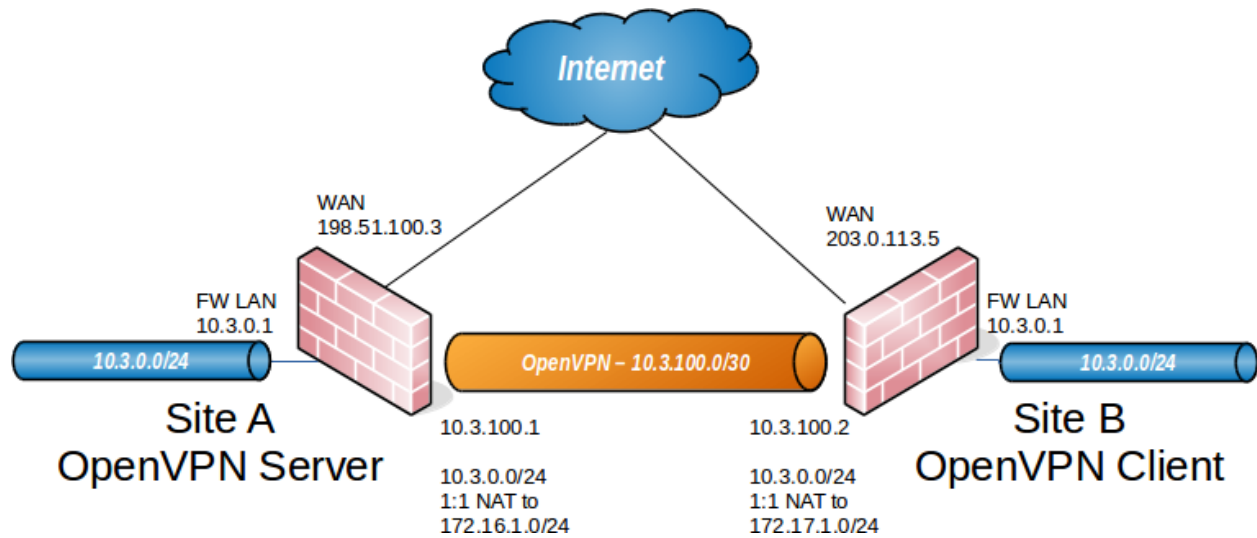 Internet
WAN
198.51.100.3
WAN
203.0.113.5
FW LAN
10.3.0.1
FW LAN
10.3.0.1
10.3.0.0/24
OpenVPN – 10.3.100.0/30
10.3.0.0/24
Site A
OpenVPN Server
10.3.100.1
10.3.0.0/24
1:1 NAT to
172.16.1.0/24
10.3.100.2
10.3.0.0/24
1:1 NAT to
172.17.1.0/24
Site B
OpenVPN Client